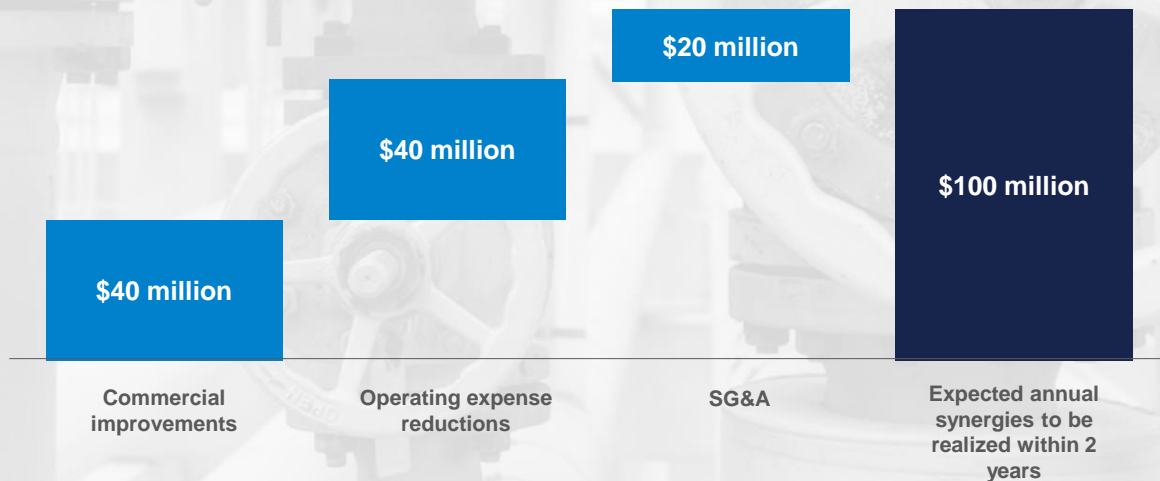 $20 million
$40 million
$100 million
$40 million
Commercial
improvements
Operating expense
reductions
SG&A
Expected annual
synergies to be
realized within 2
years